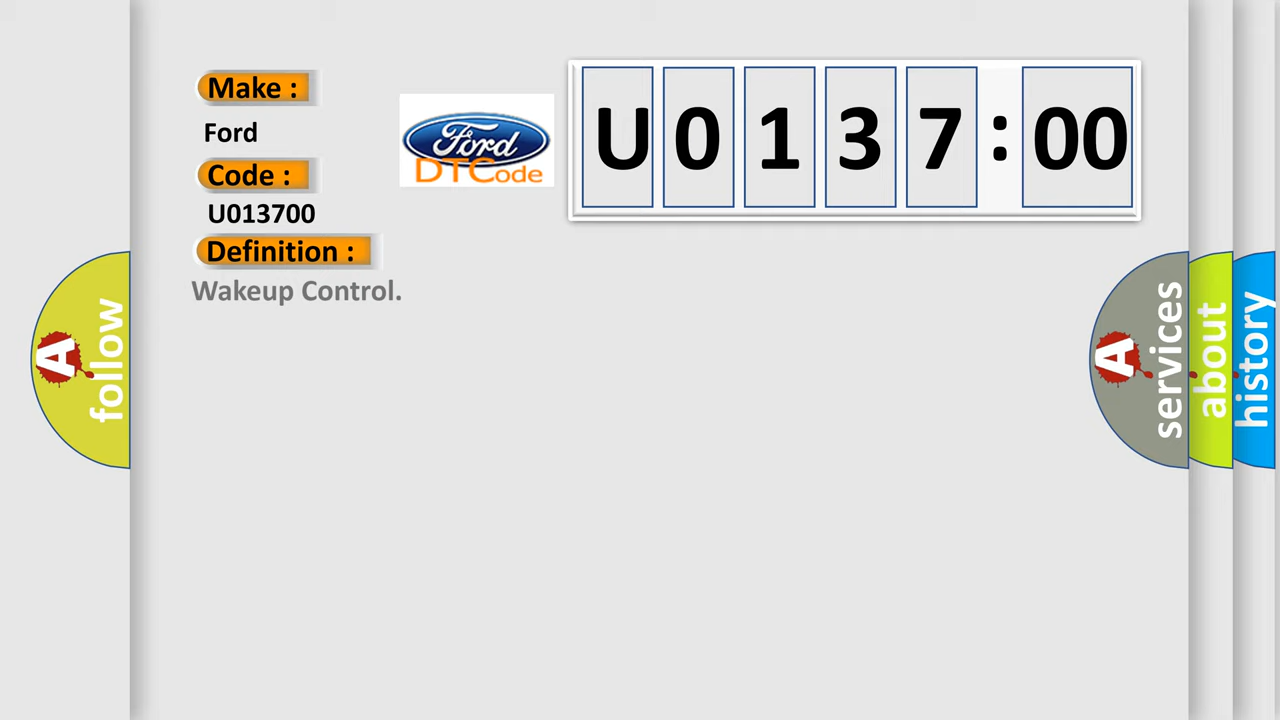 Make :
Ford
Code :
U013700
Definition :
Wakeup Control.
Ford
DTCode
U0137:00
A follow
A services
about
history